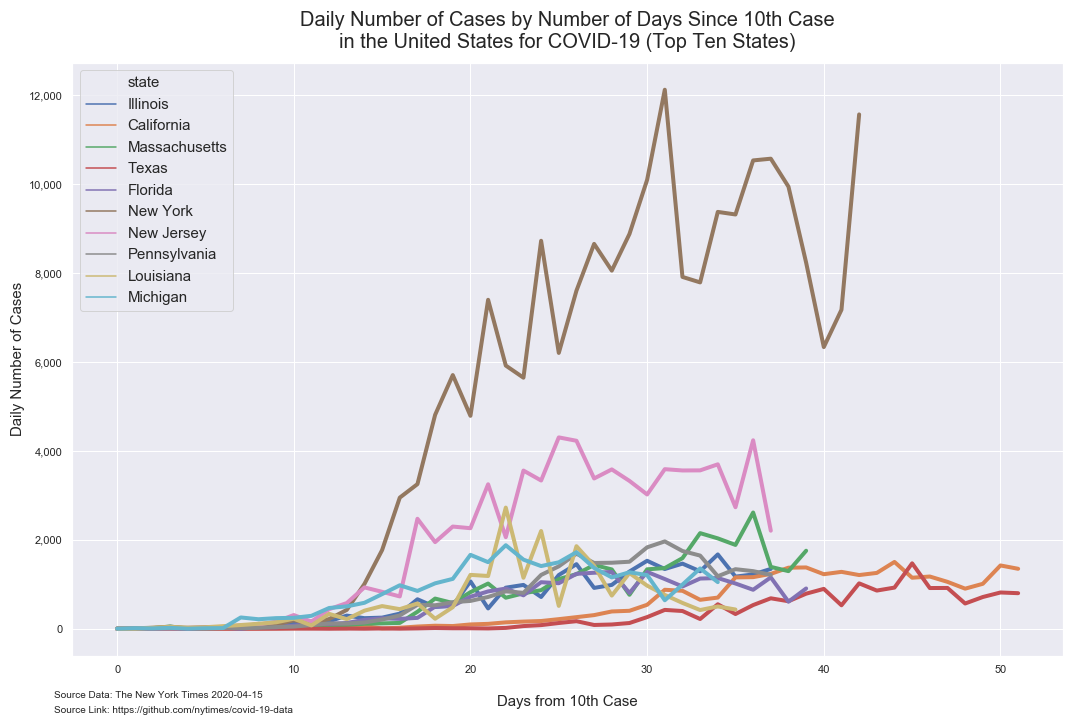 Daily Number of Cases by Number of Days Since 10th Case
in the United States for COVID-19 (Top Ten States)
state
Illinois
California
Massachusetts
Texas
Florida
New York
New Jersey
Pennsylvania
Louisiana
Michigan
12,000
10,000
8,000
6,000
4,000
2,000
0
Daily Number of Cases
0
10
20
30
40
50
Days from 10th Case
Source Data: The New York Times 2020-04-15
Source Link: https://github.com/nytimes/covid-19-data